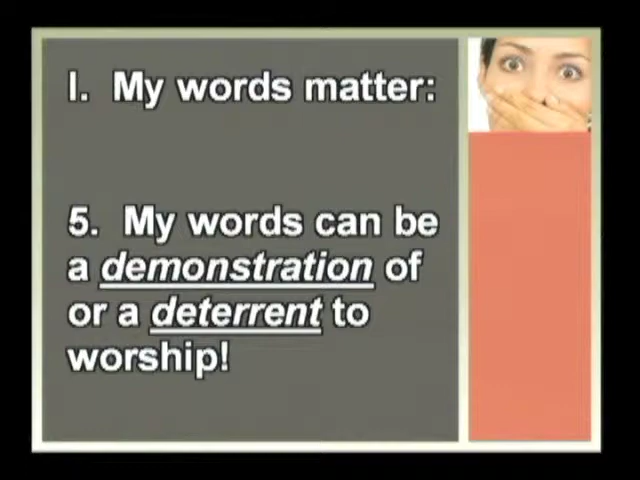 I. My words matter:
5. My words can be
a demonstration of
or a deterrent to
worship!